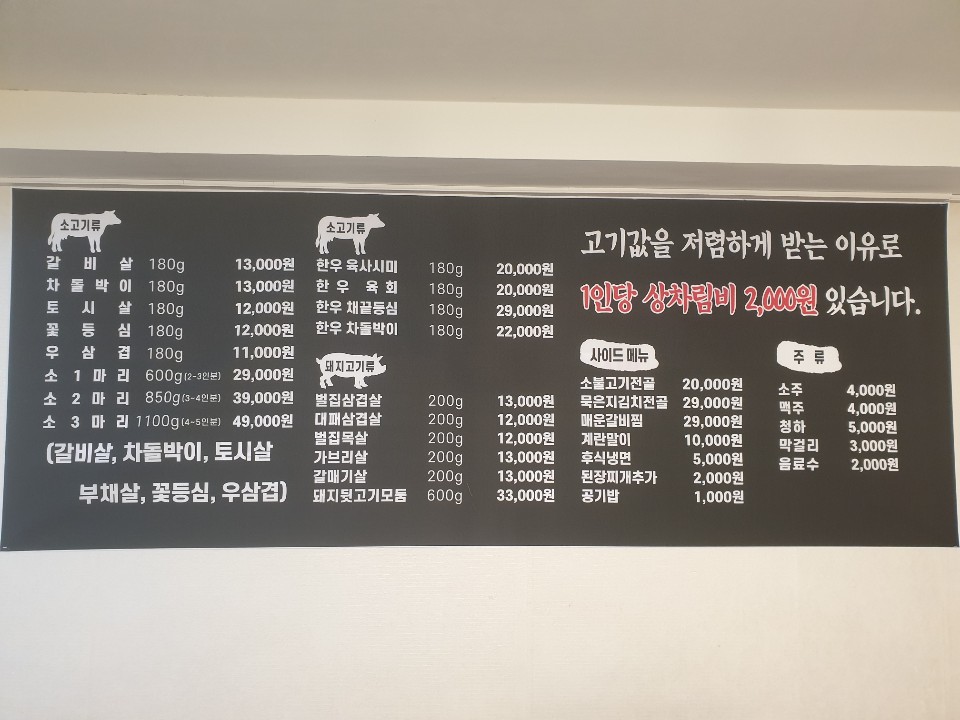 소고기류
갈비살 180g 13,000원
차돌박이 180g 13,000원
토시살 180g 12,000원
꽃등심 180g 12,000원
우삼겹 180g 11,000원
소1마리 600g(2-3인분) 29,000원
소2마리 850g(3-4인분) 39,000원
소3마리 1100g(4-5인분) 49,000원
(갈비살, 차돌박이, 토시살
부채살, 꽃등심, 우삼겹)
소고기류
한우 육사시미 180g 20,000원
한우 육회 180g 20,000원
한우 채끝등심 180g 29,000원
한우 차돌박이 180g 22,000원
돼지고기류
벌집삼겹살 200g 13,000원
대패삼겹살 200g 12,000원
벌집목살 200g 12,000원
가브리살 200g 13,000원
갈매기살 200g 13,000원
돼지뒷고기모둠 600g 33,000원
고기값을 저렴하게 받는 이유로
1인당 상차림비 2,000원 있습니다.
사이드메뉴
소불고기전골 20,000원
묵은지김치전골 29,000원
매운갈비찜 29,000원
계란말이 10,000원
후식냉면 5,000원
된장찌개추가 2,000원
공기밥 1,000원
주류
소주 4,000원
맥주 4,000원
청하 5,000원
막걸리 3,000원
음료수 2,000원